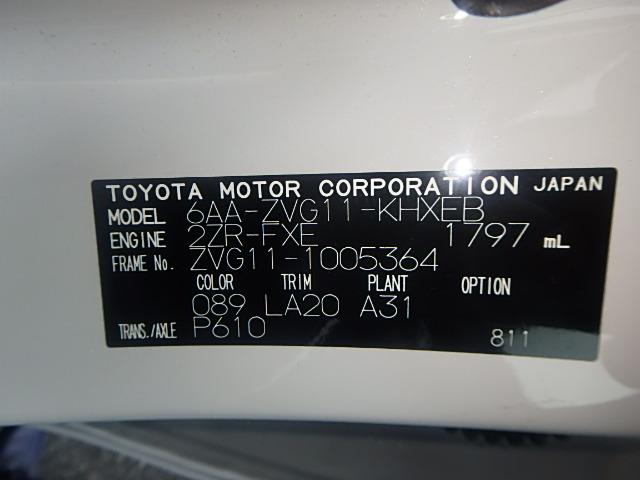 TOYOTA MOTOR CORPORATION JAPAN
MODEL 6AA-ZVG11-KHXEB
ENGINE 2ZR-FXE 1797 mL
FRAME No. ZVG11-1005364
COLOR TRIM PLANT OPTION
089 LA20 A31
TRANS./AXLE P610 811